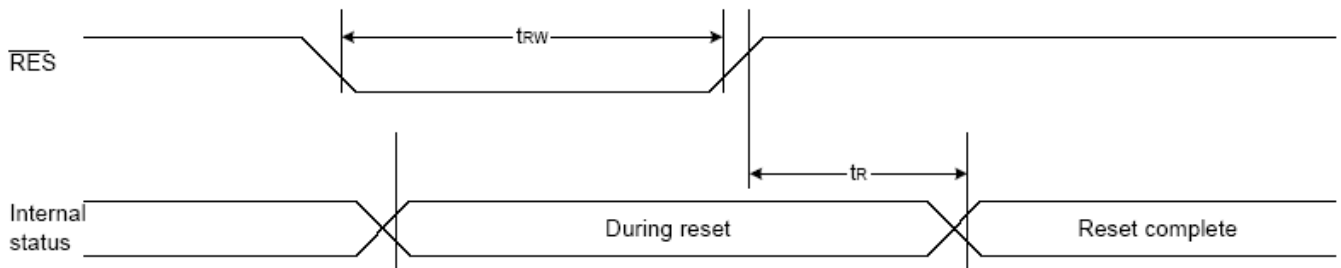 tRW
RES
tR
Internal
status
During reset
Reset complete